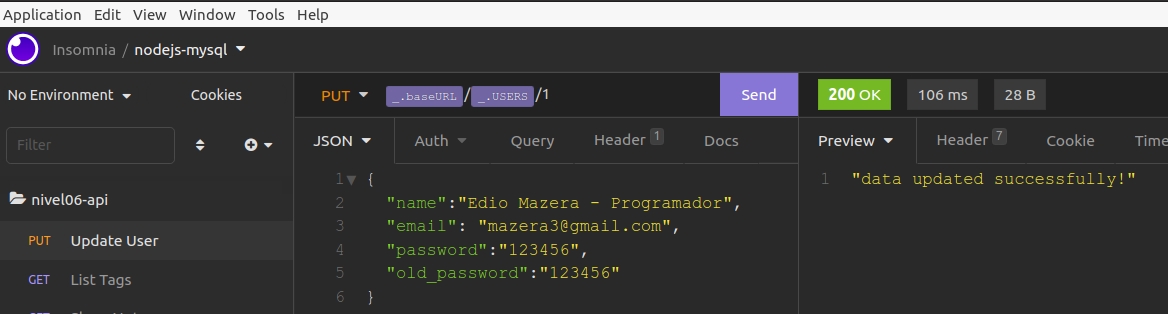 Application Edit View Window Tools Help
Insomnia / nodejs-mysql
No Environment Cookies
PUT _.baseURL/_.USERS/1 Send
200 OK 106 ms 28 B
Filter
JSON Auth Query Header 1 Docs
Preview Header 7 Cookie Time
nivel06-api
PUT Update User
GET List Tags
1 {
2 "name":"Edio Mazera - Programador",
3 "email": "mazera3@gmail.com",
4 "password":"123456",
5 "old_password":"123456"
6 }
1 "data updated successfully!"